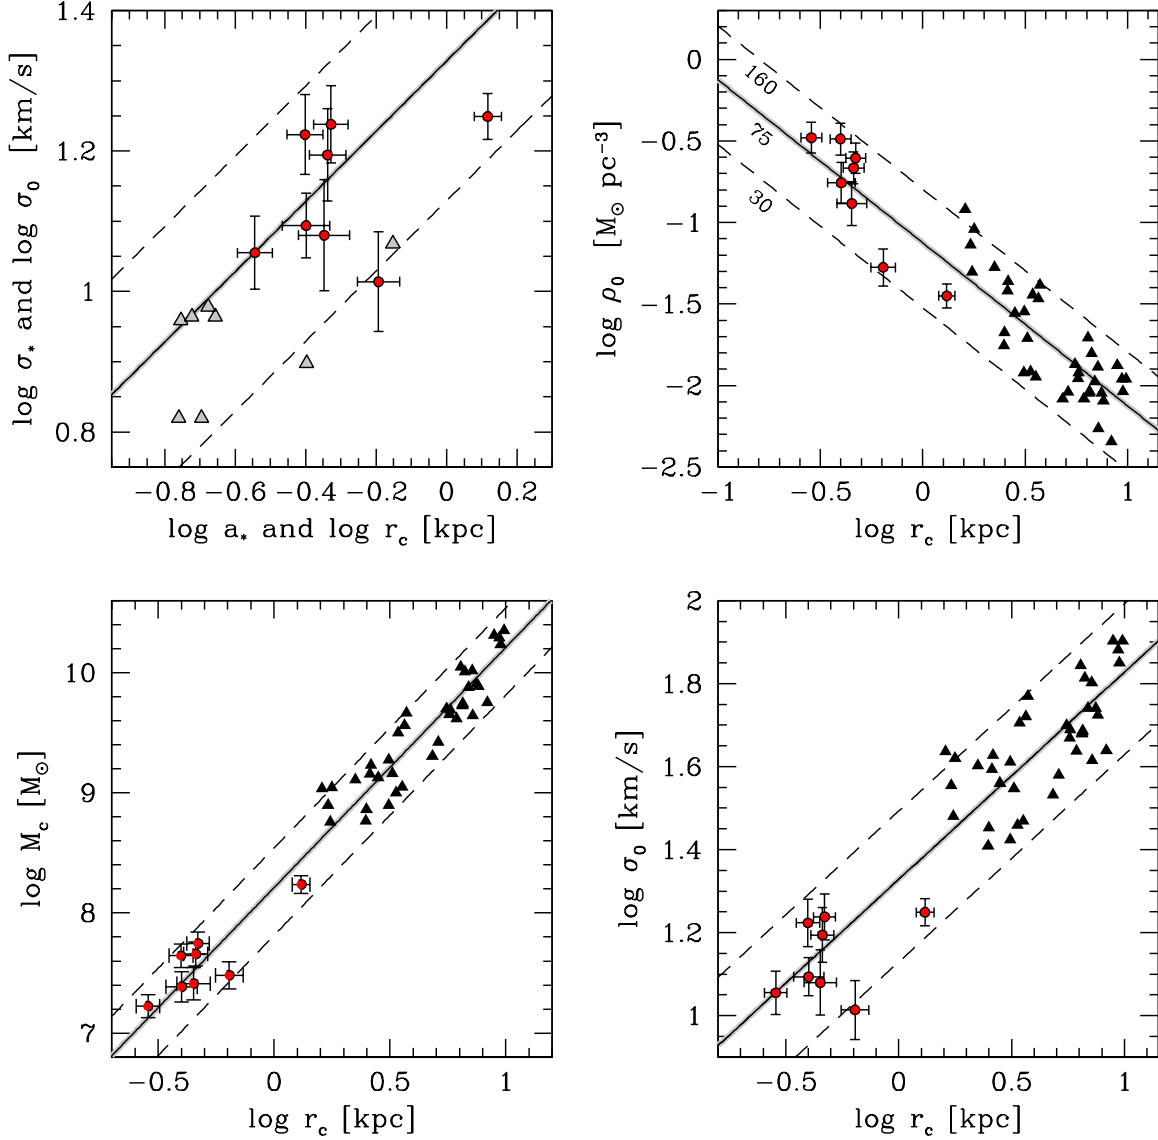 1.4
1.2
1
0.8
log σ* and log σ0 [km/s]
−0.8 −0.6 −0.4 −0.2 0 0.2
log a* and log rc [kpc]
0
−0.5
−1
−1.5
−2
−2.5
log ρ0 [M⊙ pc−3]
160
75
30
−1 −0.5 0 0.5 1
log rc [kpc]
10
9
8
7
log Mc [M⊙]
−0.5 0 0.5 1
log rc [kpc]
2
1.8
1.6
1.4
1.2
1
log σ0 [km/s]
−0.5 0 0.5 1
log rc [kpc]